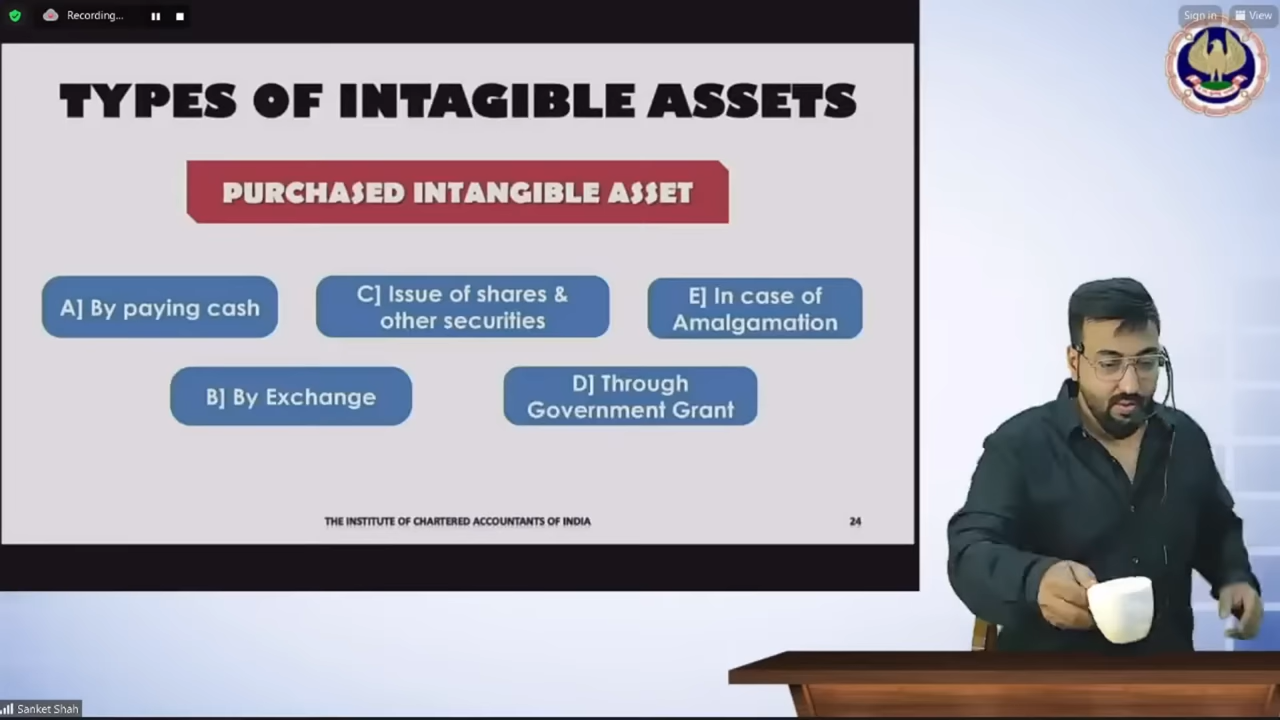 Recording...
Sign in
View
TYPES OF INTAGIBLE ASSETS
PURCHASED INTANGIBLE ASSET
A] By paying cash
C] Issue of shares &
other securities
E] In case of
Amalgamation
B] By Exchange
D] Through
Government Grant
THE INSTITUTE OF CHARTERED ACCOUNTANTS OF INDIA
24
Sanket Shah